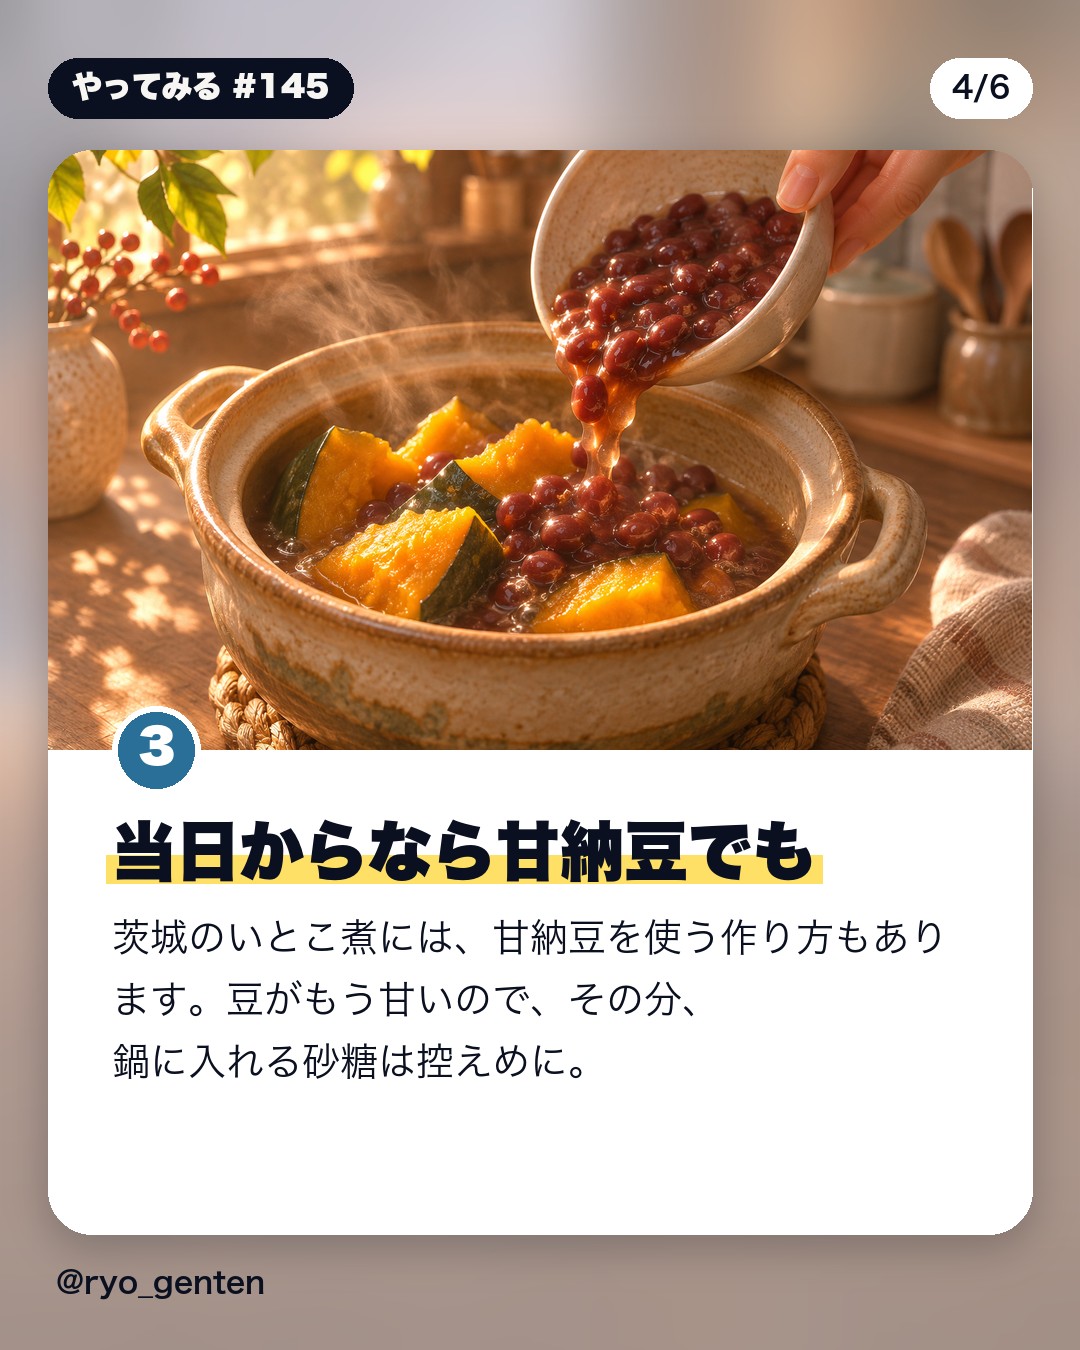 やってみる #145
4/6
3
当日からなら甘納豆でも
茨城のいとこ煮には、甘納豆を使う作り方もあり
ます。豆がもう甘いので、その分、
鍋に入れる砂糖は控えめに。
@ryo_genten